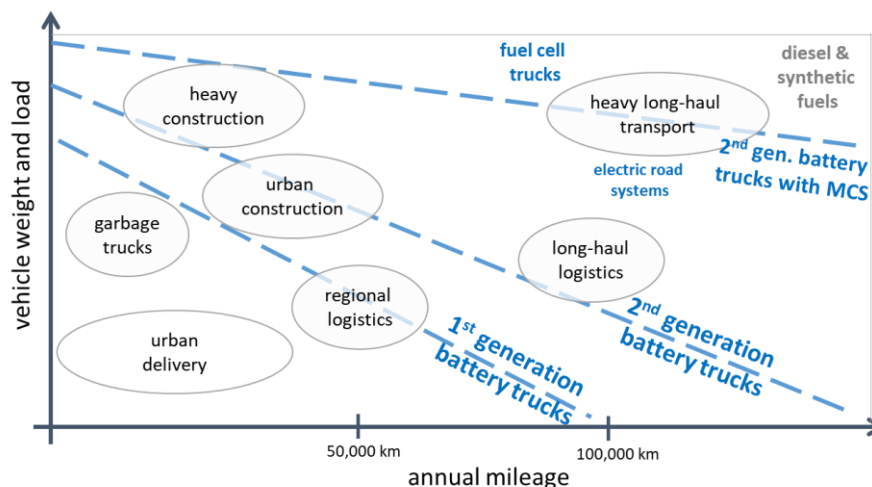 vehicle weight and load
fuel cell
trucks
diesel &
synthetic
fuels
heavy
construction
heavy long-haul
transport
2nd gen. battery
trucks with MCS
electric road
systems
urban
construction
garbage
trucks
long-haul
logistics
regional
logistics
1st generation
battery trucks
2nd generation
battery trucks
urban
delivery
50,000 km
100,000 km
annual mileage